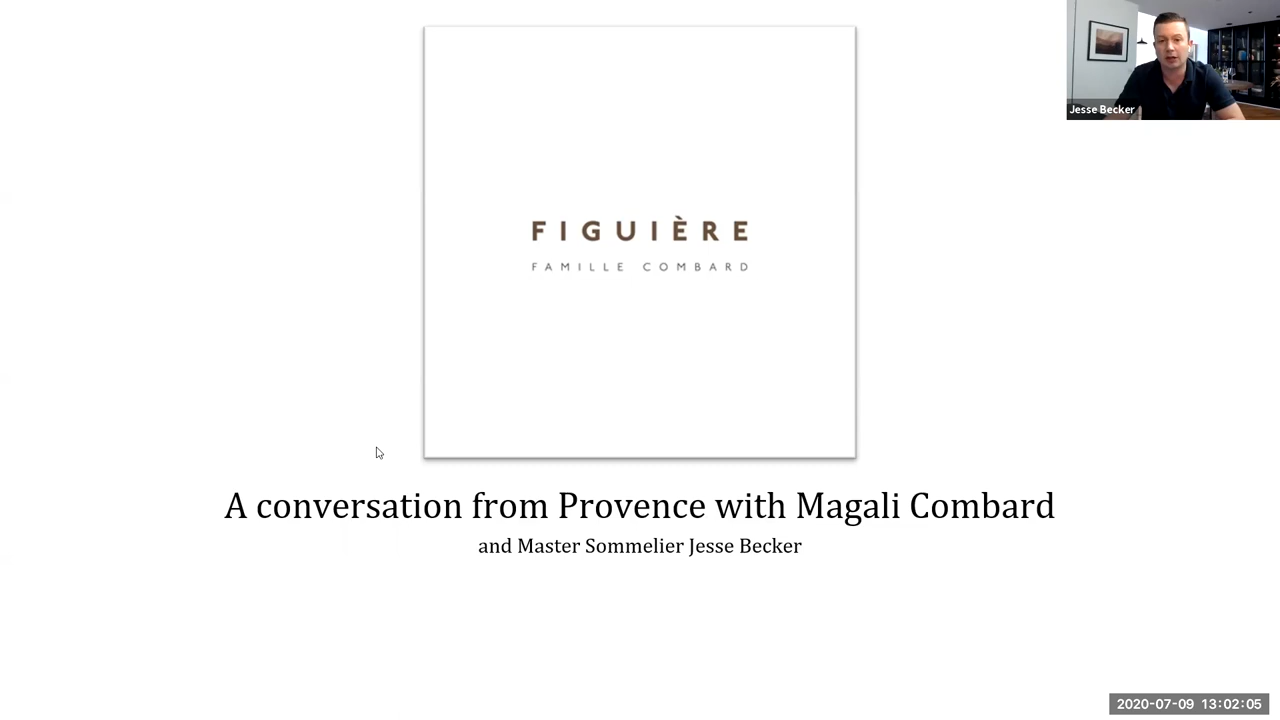 Jesse Becker
FIGUIÈRE
FAMILLE COMBARD
A conversation from Provence with Magali Combard
and Master Sommelier Jesse Becker
2020-07-09 13:02:05